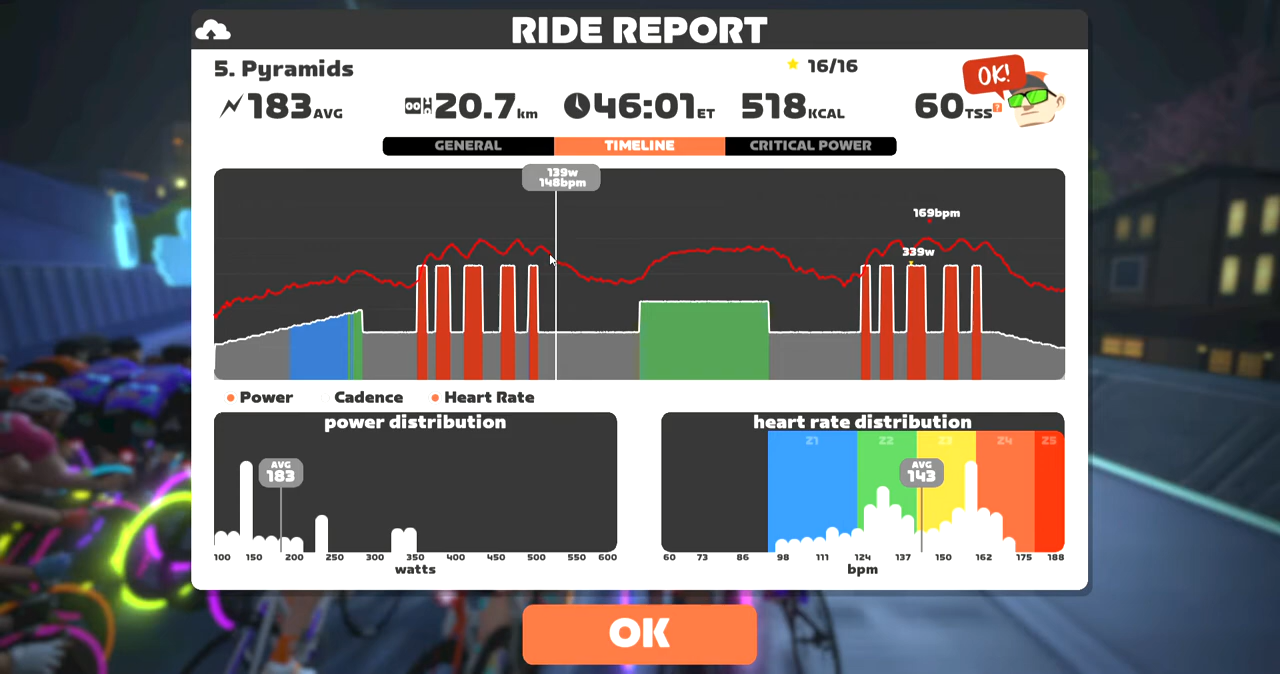 RIDE REPORT
5. Pyramids
16/16
OK!
183AVG 20.7km 46:01ET 518KCAL 60TSS ?
GENERAL TIMELINE CRITICAL POWER
139w
148bpm
169bpm
339w
Power Cadence Heart Rate
power distribution
AVG
183
100 150 200 250 300 350 400 450 500 550 600
watts
heart rate distribution
Z1 Z2 Z3 Z4 Z5
AVG
143
60 73 86 98 111 124 137 150 162 175 188
bpm
OK